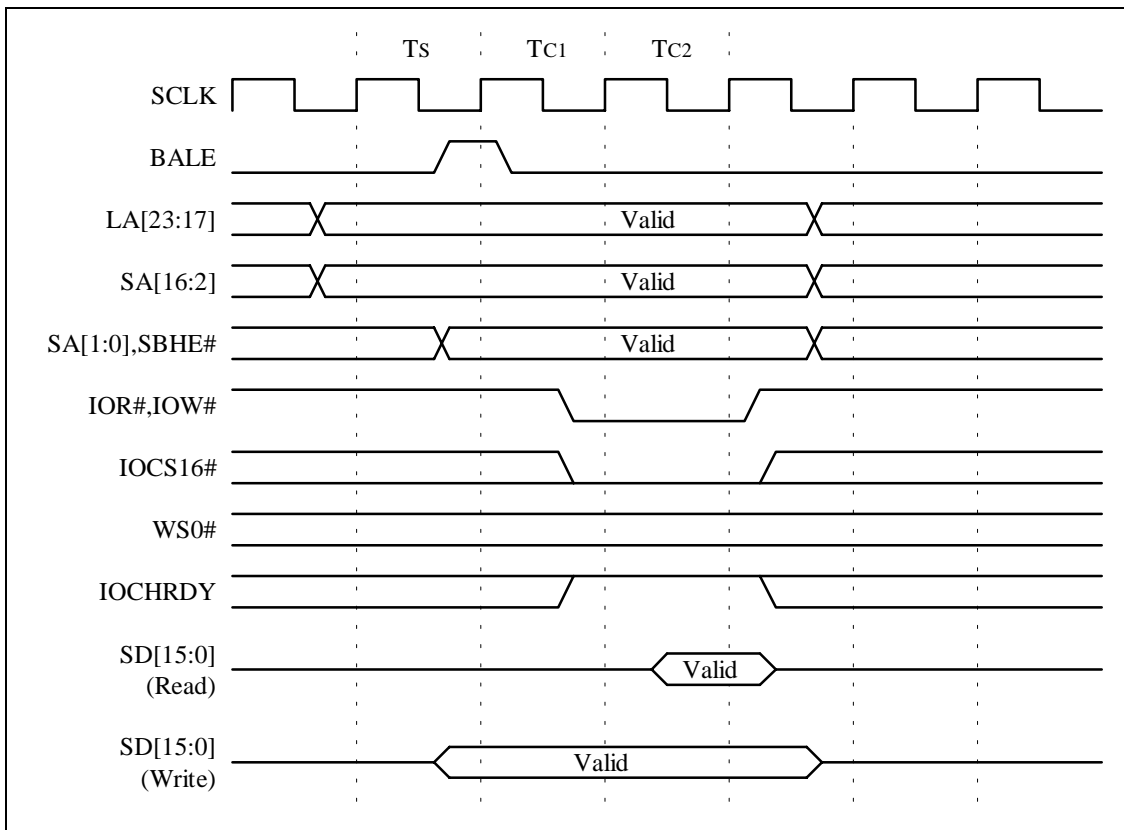 Ts TC1 TC2
SCLK
BALE
LA[23:17] Valid
SA[16:2] Valid
SA[1:0],SBHE# Valid
IOR#,IOW#
IOCS16#
WS0#
IOCHRDY
SD[15:0]
(Read)
Valid
SD[15:0]
(Write)
Valid